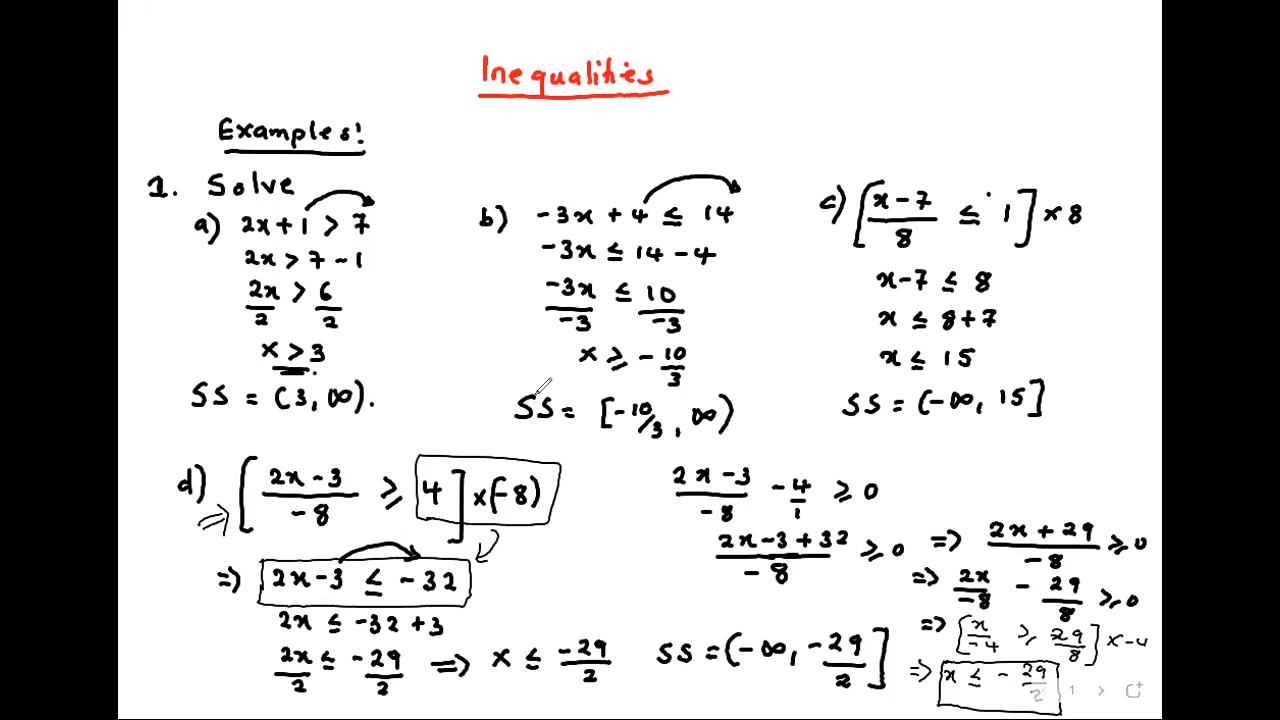 Inequalities
Examples!
1. Solve
a) 2x + 1 > 7
2x > 7 - 1
2x/2 > 6/2
x > 3
SS = (3, ∞).
b) -3x + 4 ≤ 14
-3x ≤ 14 - 4
-3x/-3 ≤ 10/-3
x ≥ -10/3
SS = [-10/3, ∞)
c) [x-7/8 ≤ 1] × 8
x-7 ≤ 8
x ≤ 8+7
x ≤ 15
SS = (-∞, 15]
d) [2x-3/-8 ≥ 4] x(-8)
=> 2x-3 ≤ -32
2x ≤ -32+3
2x/2 ≤ -29/2 => x ≤ -29/2
SS = (-∞, -29/2]
2x-3/-8 - 4/1 ≥ 0
2x-3+32/-8 ≥ 0
=> 2x+29/-8 ≥ 0
=> 2x/-8 - 29/8 ≥ 0
=> [x/-4 ≥ 29/8] x-4
=> x ≤ -29/2